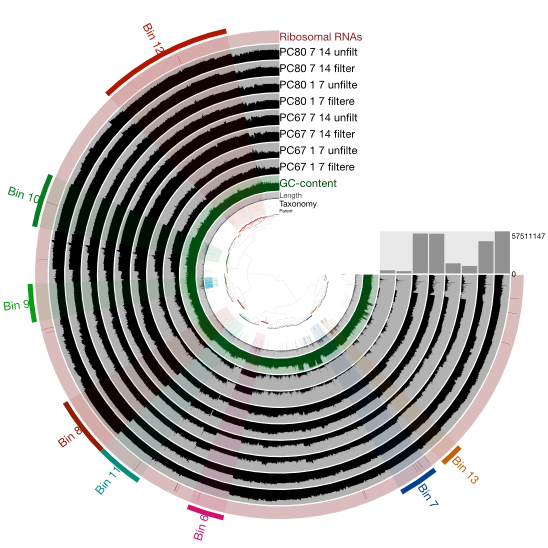 Bin 12
Ribosomal RNAs
PC80 7 14 unfilt
PC80 7 14 filter
PC80 1 7 unfilte
PC80 1 7 filtere
PC67 7 14 unfilt
PC67 7 14 filter
PC67 1 7 unfilte
PC67 1 7 filtere
GC-content
Length
Taxonomy
Parent
Bin 10
57511147
0
Bin 9
Bin 8
Bin 11
Bin 6
Bin 7
Bin 13